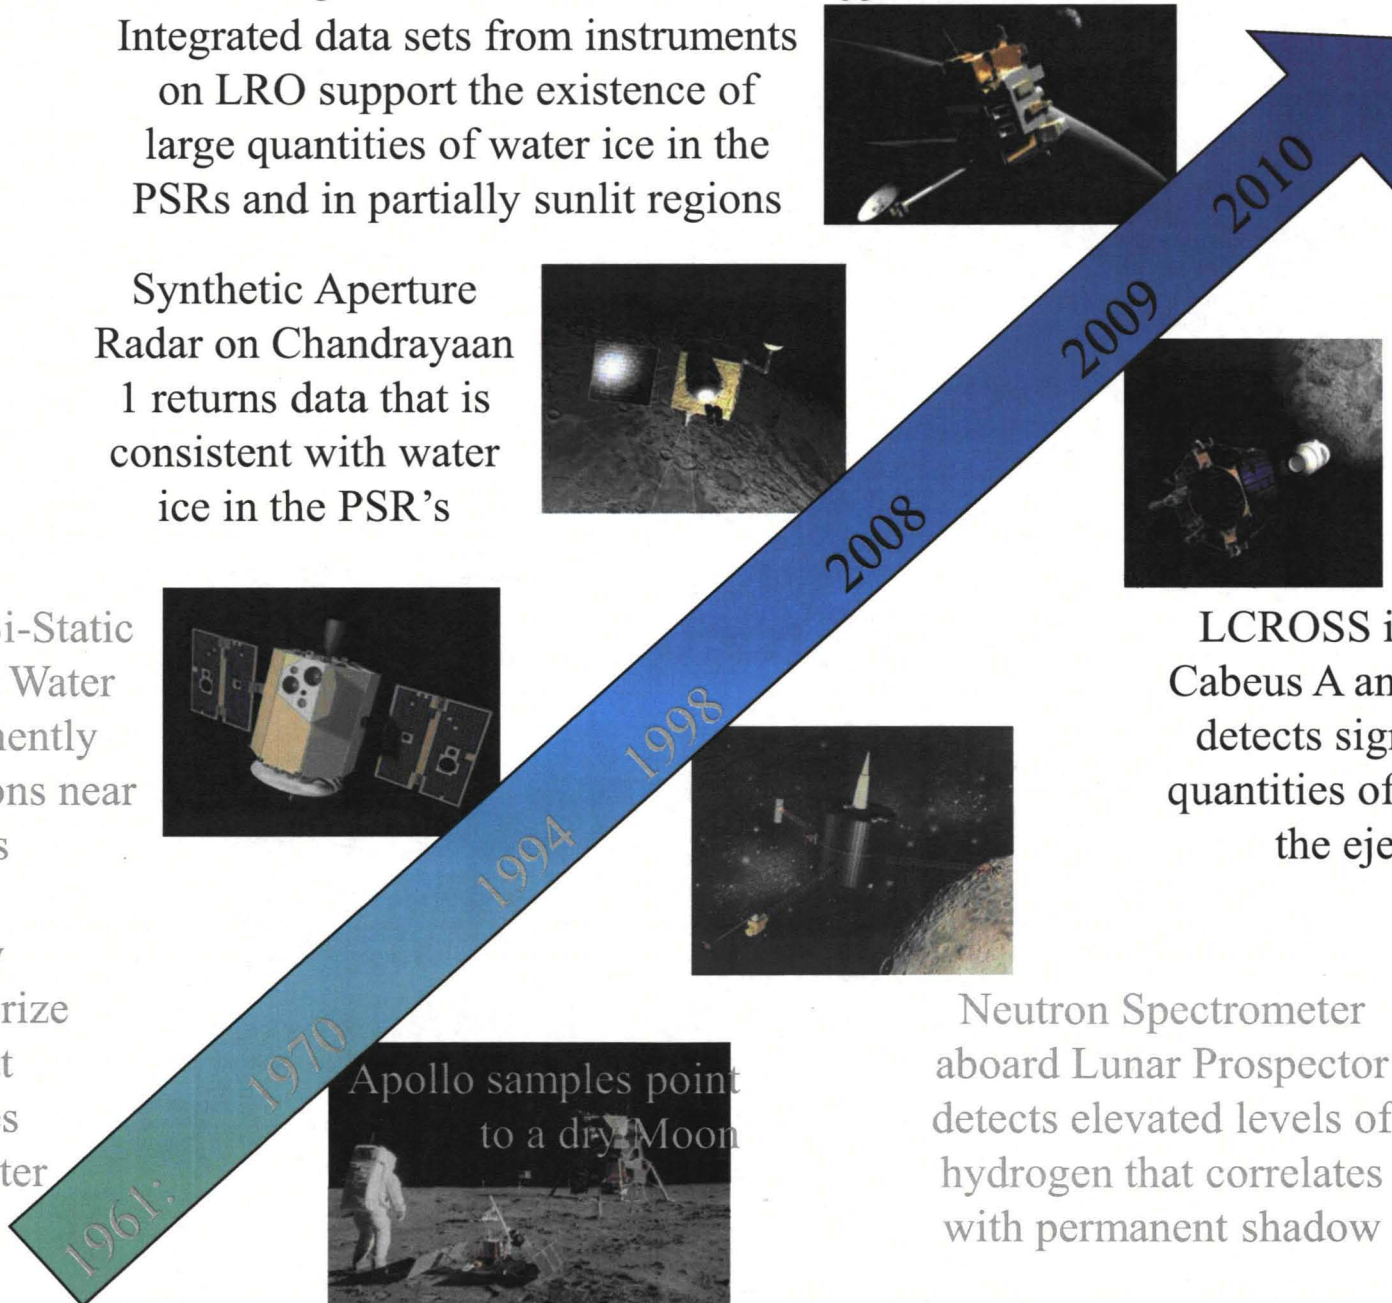 Integrated data sets from instruments
on LRO support the existence of
large quantities of water ice in the
PSRs and in partially sunlit regions
2010
Synthetic Aperture
Radar on Chandrayaan
1 returns data that is
consistent with water
ice in the PSR's
2009
2008
LCROSS i
Cabeus A an
detects sign
quantities of
the eje
i-Static
Water
nently
ons near
s
1998
1994
Neutron Spectrometer
aboard Lunar Prospector
detects elevated levels of
hydrogen that correlates
with permanent shadow
1970
Apollo samples point
to a dry Moon
rize
t
es
ter
1961: